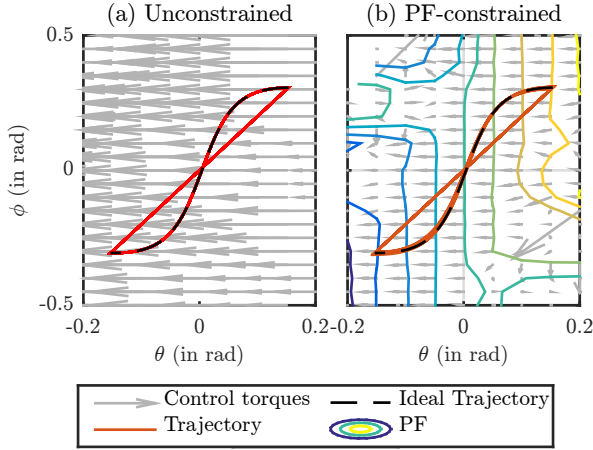 (a) Unconstrained
(b) PF-constrained
0.5
0
-0.5
ϕ (in rad)
-0.2
0
0.2
-0.2
0
0.2
θ (in rad)
θ (in rad)
Control torques
Ideal Trajectory
Trajectory
PF